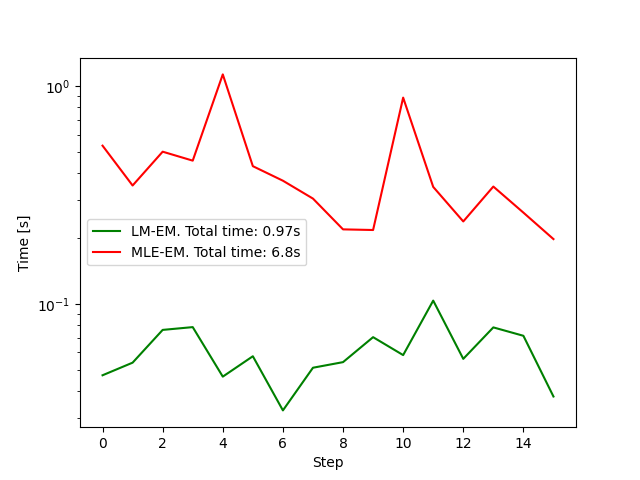 10⁰
Time [s]
LM-EM. Total time: 0.97s
MLE-EM. Total time: 6.8s
10⁻¹
0 2 4 6 8 10 12 14
Step